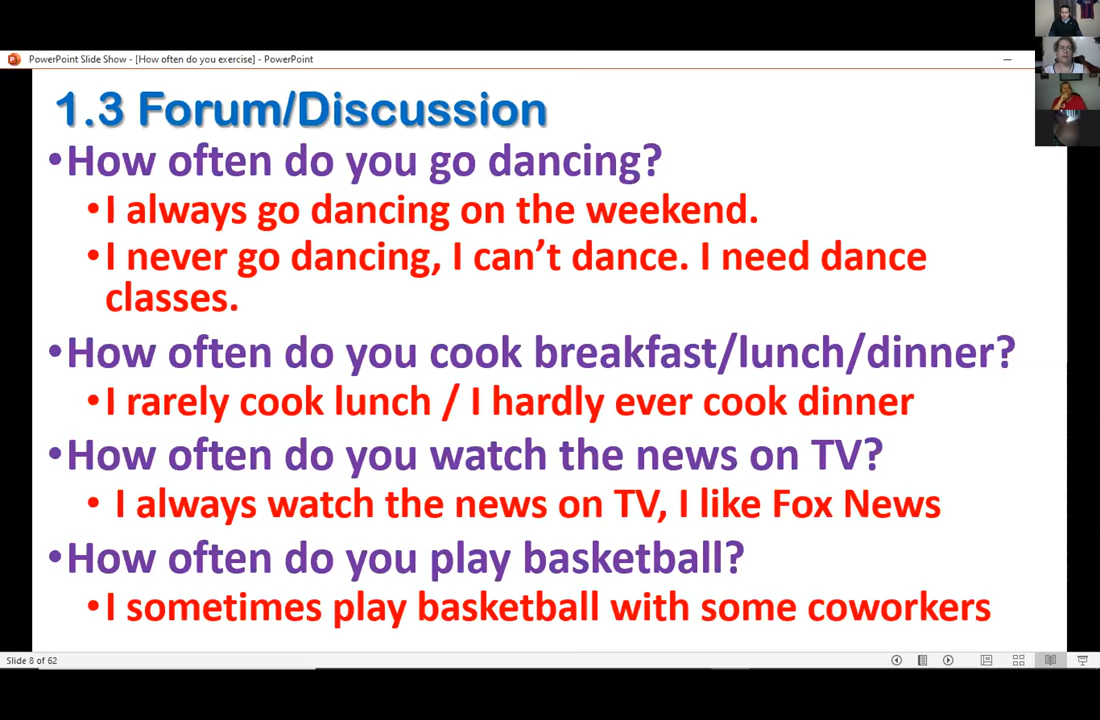 PowerPoint Slide Show - [How often do you exercise] - PowerPoint
1.3 Forum/Discussion
•How often do you go dancing?
•I always go dancing on the weekend.
•I never go dancing, I can’t dance. I need dance
classes.
•How often do you cook breakfast/lunch/dinner?
•I rarely cook lunch / I hardly ever cook dinner
•How often do you watch the news on TV?
• I always watch the news on TV, I like Fox News
•How often do you play basketball?
•I sometimes play basketball with some coworkers
Slide 8 of 62